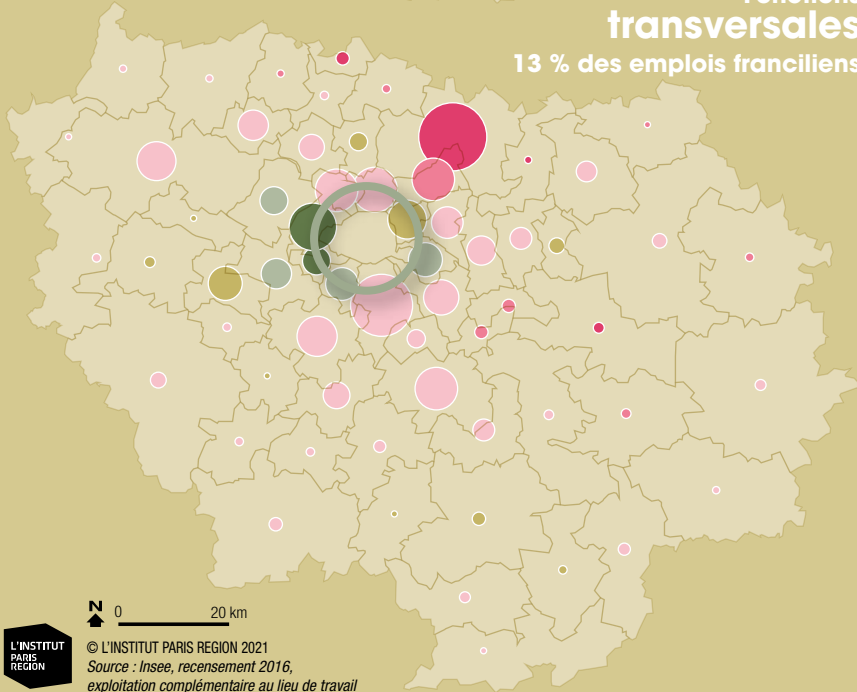 transversales
13 % des emplois franciliens
N
0 20 km
L'INSTITUT
PARIS
REGION
© L'INSTITUT PARIS REGION 2021
Source : Insee, recensement 2016,
exploitation complémentaire au lieu de travail